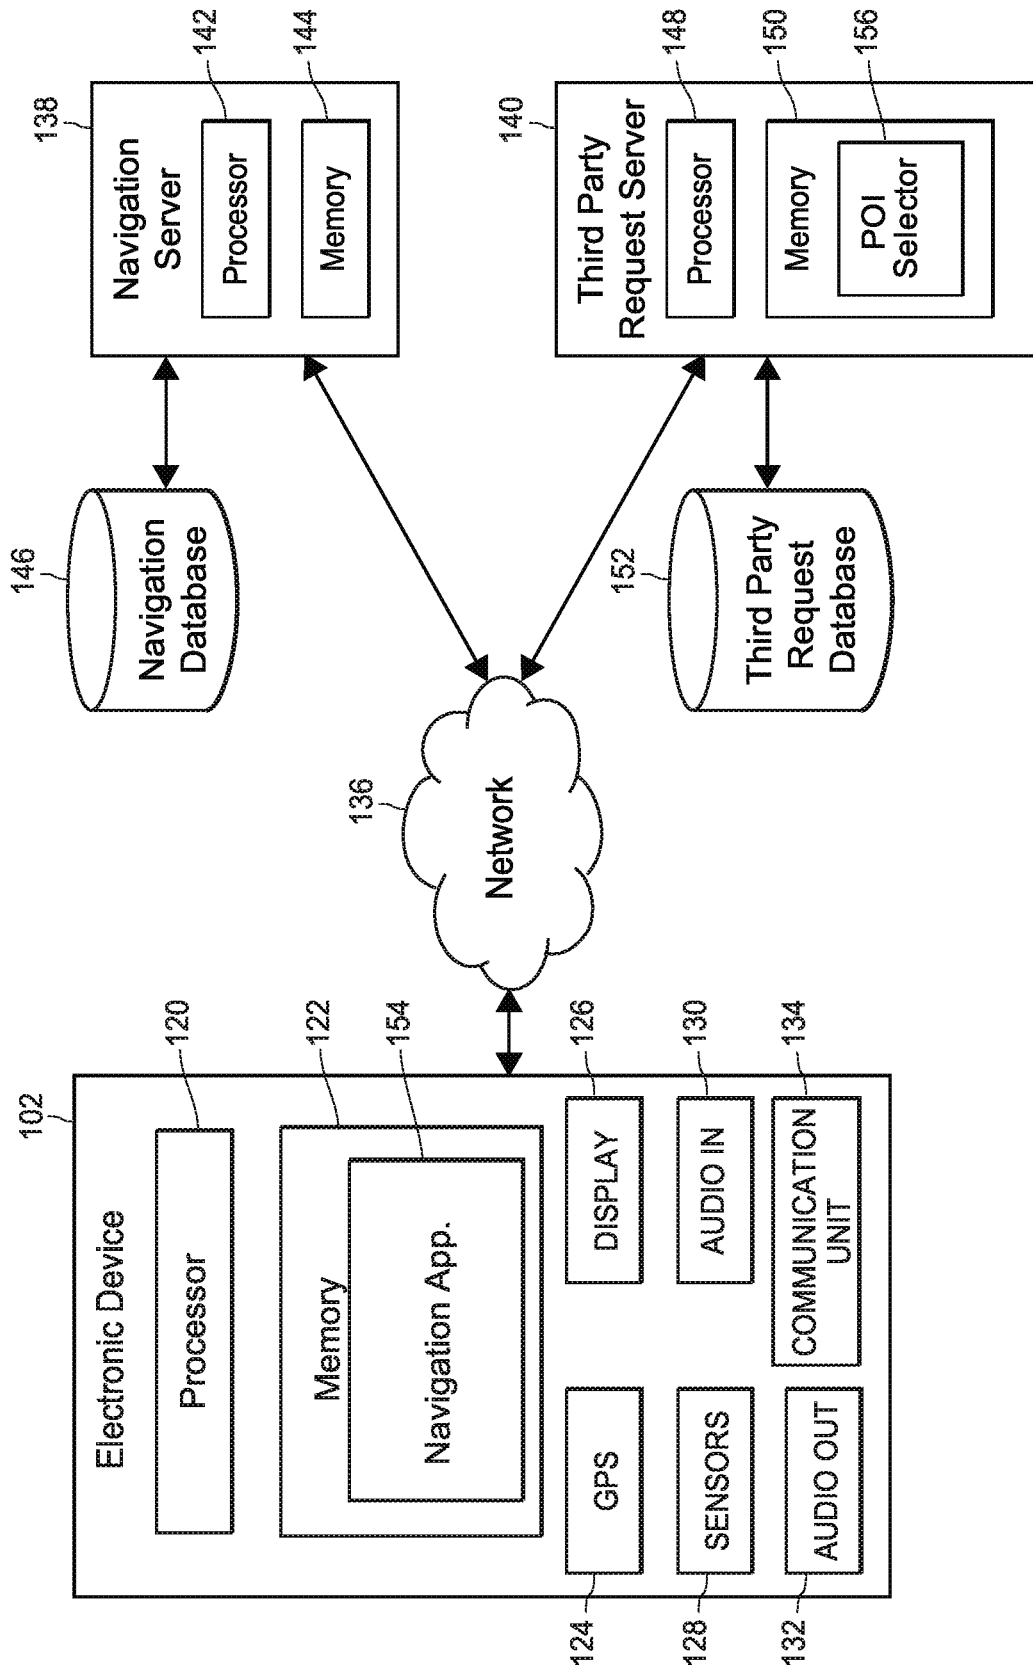 102
Electronic Device
Processor
120
Memory
122
Navigation App.
154
124
GPS
DISPLAY
126
128
SENSORS
AUDIO IN
130
132
AUDIO OUT
COMMUNICATION
UNIT
134
136
Network
146
Navigation
Database
138
Navigation
Server
Processor
142
Memory
144
152
Third Party
Request
Database
140
Third Party
Request Server
Processor
148
Memory
150
POI
Selector
156